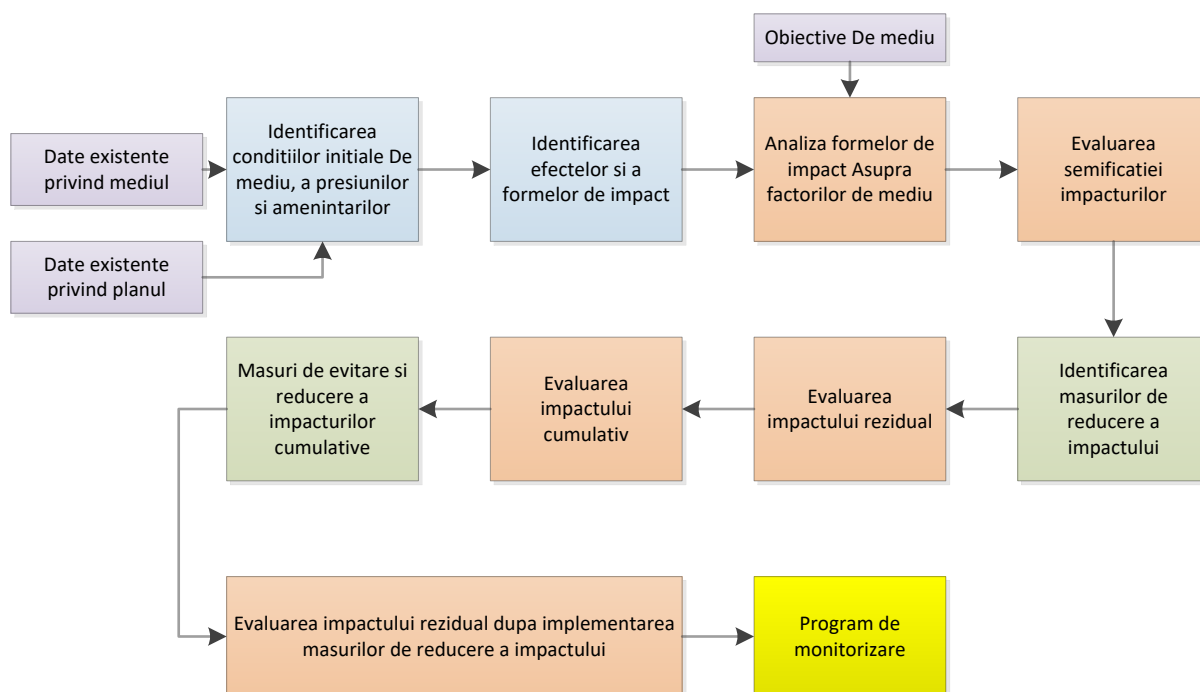 Obiective De mediu
Date existente
privind mediul
Identificarea
conditiilor initiale De
mediu, a presiunilor
si amenintarilor
Identificarea
efectelor si a
formelor de impact
Analiza formelor de
impact Asupra
factorilor de mediu
Evaluarea
semificatiei
impacturilor
Date existente
privind planul
Masuri de evitare si
reducere a
impacturilor
cumulative
Evaluarea
impactului
cumulativ
Evaluarea
impactului rezidual
Identificarea
masurilor de
reducere a
impactului
Evaluarea impactului rezidual dupa implementarea
masurilor de reducere a impactului
Program de
monitorizare